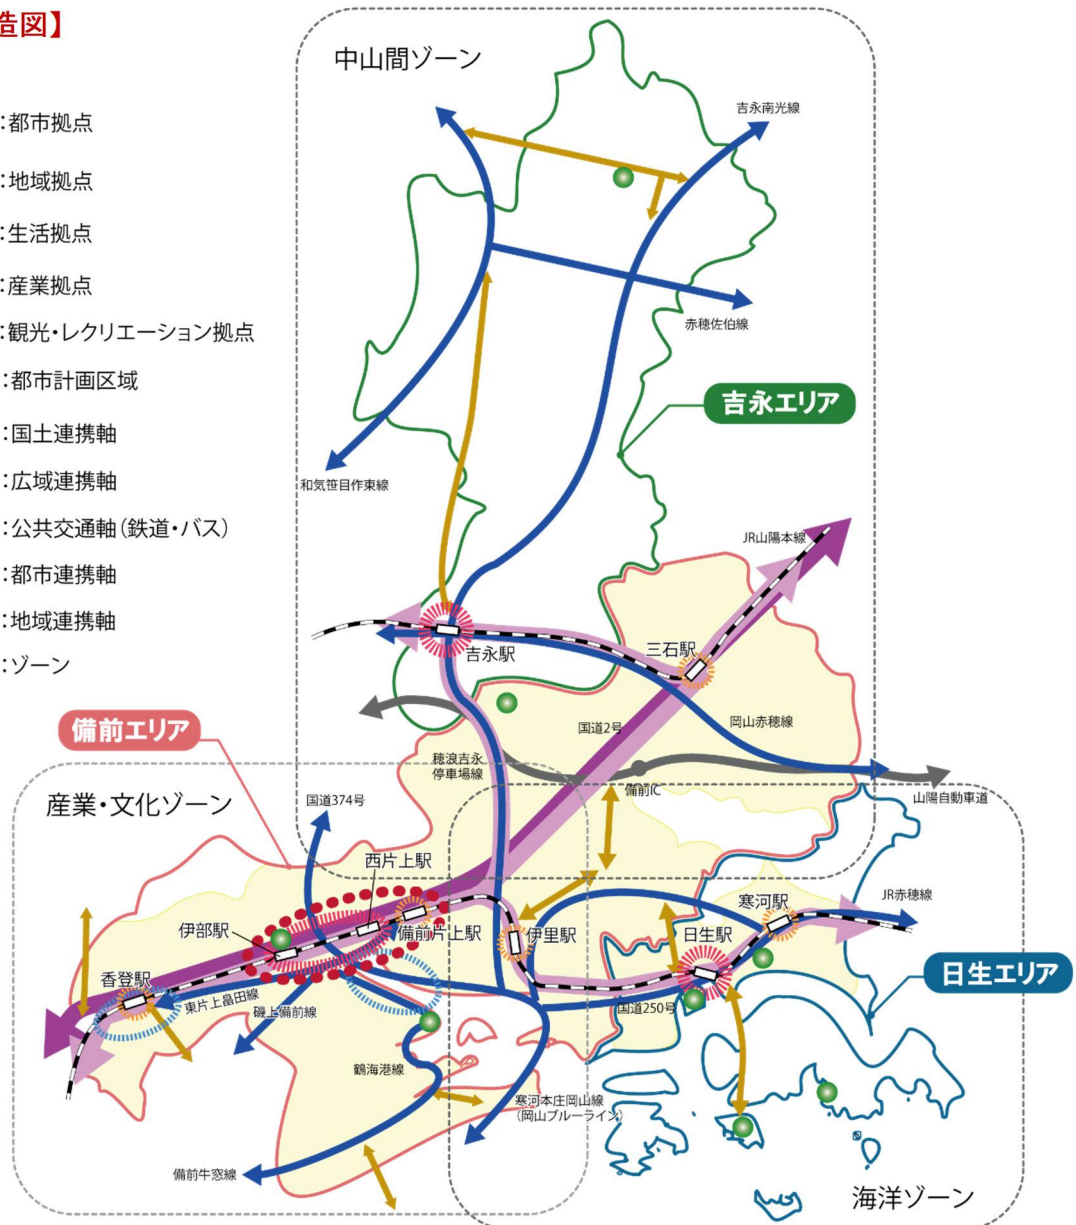 造図】
：都市拠点
：地域拠点
：生活拠点
：産業拠点
：観光・レクリエーション拠点
：都市計画区域
：国土連携軸
：広域連携軸
：公共交通軸（鉄道・バス）
：都市連携軸
：地域連携軸
：ゾーン
中山間ゾーン
吉永南光線
赤穂佐伯線
吉永エリア
和気笹目作東線
JR山陽本線
吉永駅
三石駅
備前エリア
国道2号
岡山赤穂線
穂浪吉永
停車場線
備前IC
山陽自動車道
産業・文化ゾーン
国道374号
西片上駅
伊部駅
備前片上駅
伊里駅
日生駅
寒河駅
JR赤穂線
香登駅
東片上畠田線
磯上備前線
国道250号
日生エリア
鶴海港線
寒河本庄岡山線
（岡山ブルーライン）
備前牛窓線
海洋ゾーン